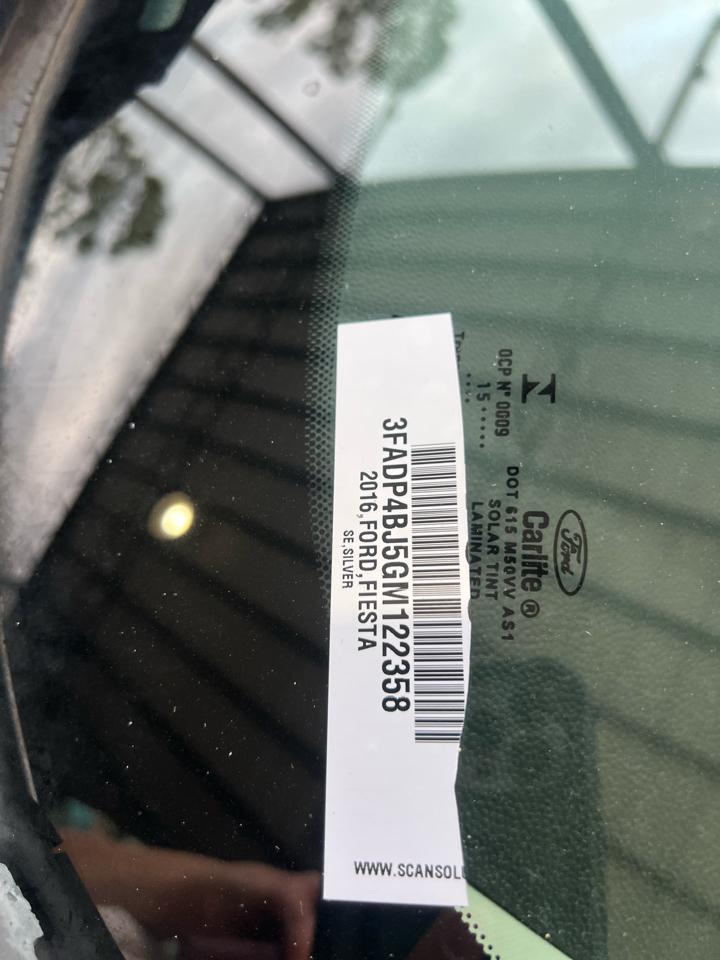 3FADP4BJ5GM122358
2016,FORD,FIESTA
SE,SILVER
WWW.SCANSOL
OCP N° 0009
15
Ford
Carlite ®
DOT 615 M50VV AS1
SOLAR TINT
LAMINATED